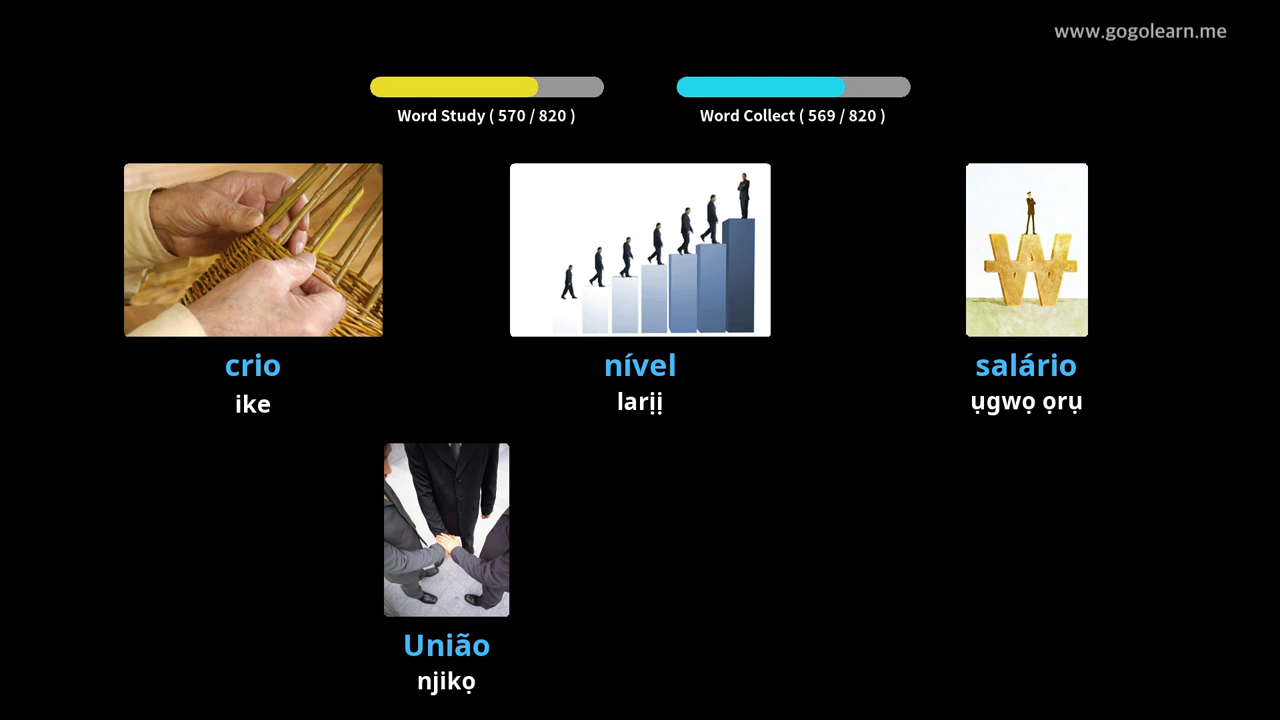 www.gogolearn.me
Word Study ( 570 / 820 )
Word Collect ( 569 / 820 )
crio
ike
nível
larịị
salário
ụgwọ ọrụ
União
njikọ